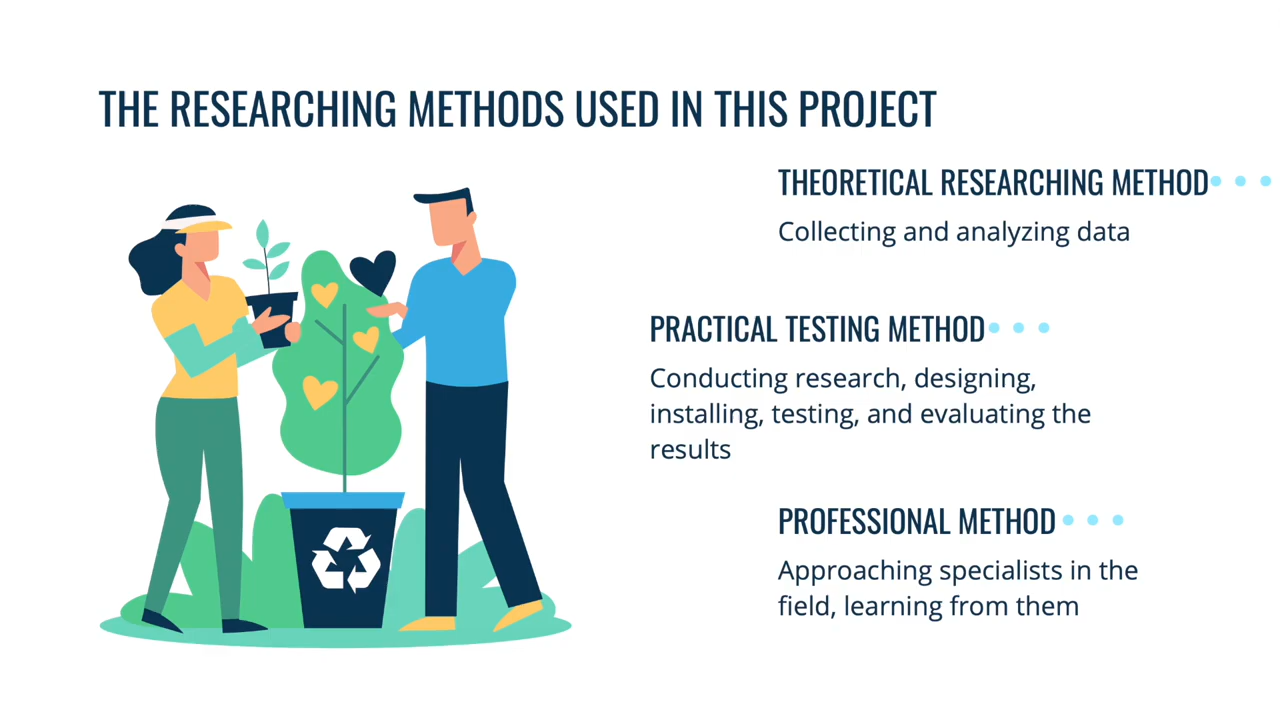 THE RESEARCHING METHODS USED IN THIS PROJECT
THEORETICAL RESEARCHING METHOD
Collecting and analyzing data
PRACTICAL TESTING METHOD
Conducting research, designing,
installing, testing, and evaluating the
results
PROFESSIONAL METHOD
Approaching specialists in the
field, learning from them